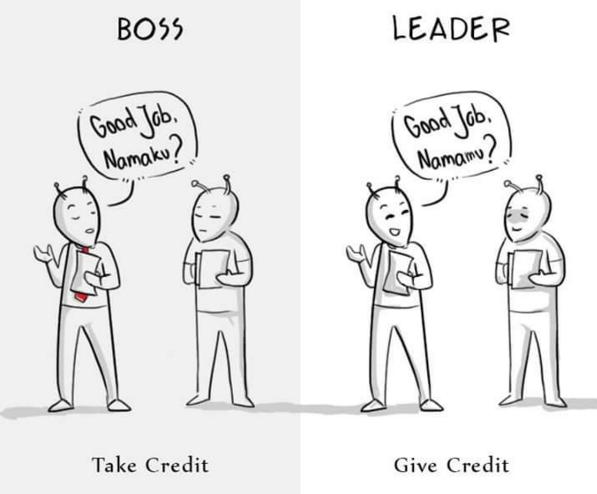 BOSS
Good Job,
Namaku?
Take Credit
LEADER
Good Job,
Namamu?
Give Credit